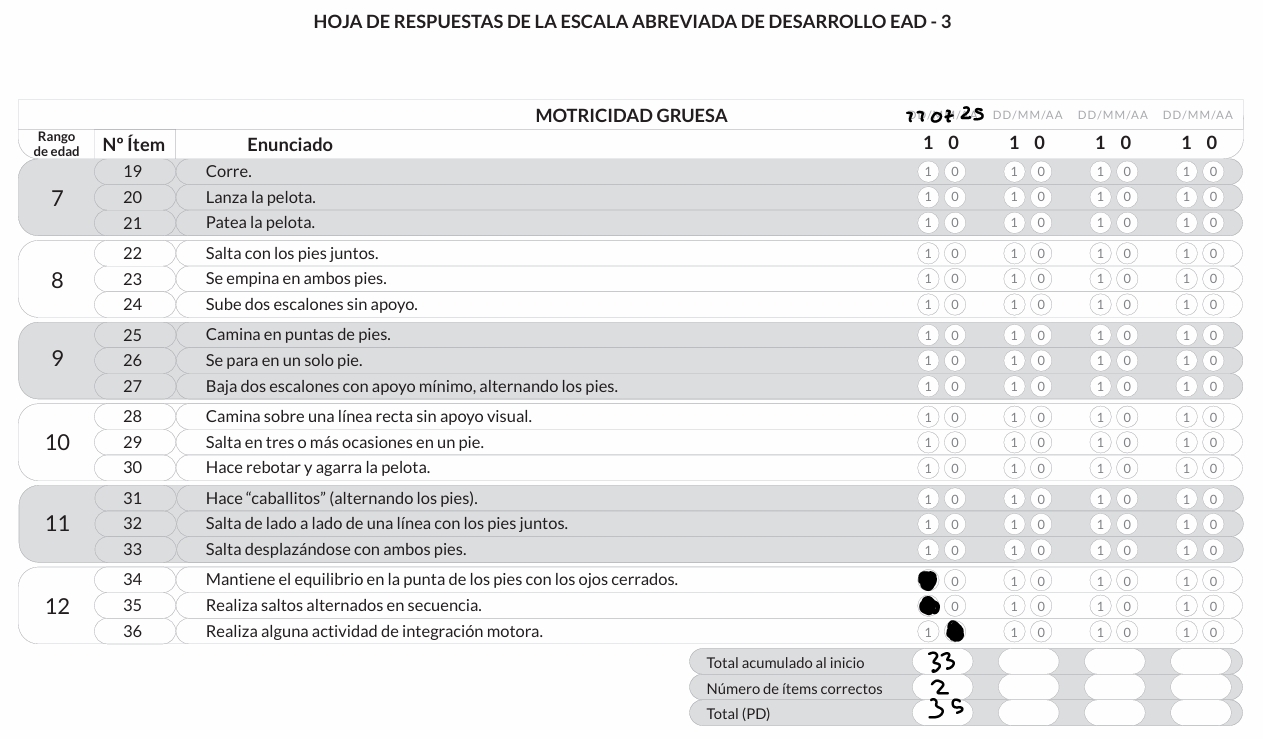 HOJA DE RESPUESTAS DE LA ESCALA ABREVIADA DE DESARROLLO EAD - 3
MOTRICIDAD GRUESA DD/MM/AA DD/MM/AA DD/MM/AA
Rango de edad Nº Ítem Enunciado 1 0 1 0 1 0 1 0
7
19 Corre. 1 0 1 0 1 0 1 0
20 Lanza la pelota. 1 0 1 0 1 0 1 0
21 Patea la pelota. 1 0 1 0 1 0 1 0
8
22 Salta con los pies juntos. 1 0 1 0 1 0 1 0
23 Se empina en ambos pies. 1 0 1 0 1 0 1 0
24 Sube dos escalones sin apoyo. 1 0 1 0 1 0 1 0
9
25 Camina en puntas de pies. 1 0 1 0 1 0 1 0
26 Se para en un solo pie. 1 0 1 0 1 0 1 0
27 Baja dos escalones con apoyo mínimo, alternando los pies. 1 0 1 0 1 0 1 0
10
28 Camina sobre una línea recta sin apoyo visual. 1 0 1 0 1 0 1 0
29 Salta en tres o más ocasiones en un pie. 1 0 1 0 1 0 1 0
30 Hace rebotar y agarra la pelota. 1 0 1 0 1 0 1 0
11
31 Hace “caballitos” (alternando los pies). 1 0 1 0 1 0 1 0
32 Salta de lado a lado de una línea con los pies juntos. 1 0 1 0 1 0 1 0
33 Salta desplazándose con ambos pies. 1 0 1 0 1 0 1 0
12
34 Mantiene el equilibrio en la punta de los pies con los ojos cerrados. 0 1 0 1 0 1 0
35 Realiza saltos alternados en secuencia. 0 1 0 1 0 1 0
36 Realiza alguna actividad de integración motora. 1 1 0 1 0 1 0
Total acumulado al inicio 33
Número de ítems correctos 2
Total (PD) 35